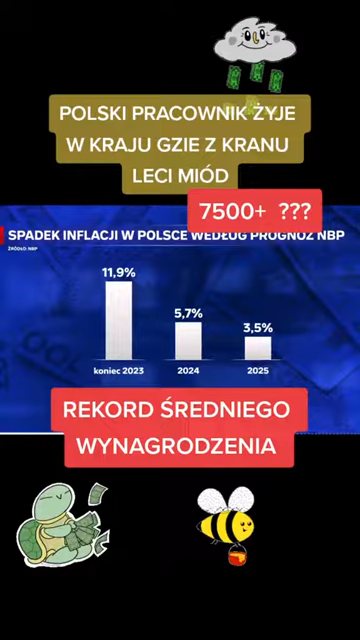 POLSKI PRACOWNIK ŻYJE
W KRAJU GZIE Z KRANU
LECI MIÓD
7500+ ???
SPADEK INFLACJI W POLSCE WEDŁUG PROGNOZ NBP
ŹRÓDŁO: NBP
11,9%
5,7%
3,5%
koniec 2023
2024
2025
REKORD ŚREDNIEGO
WYNAGRODZENIA